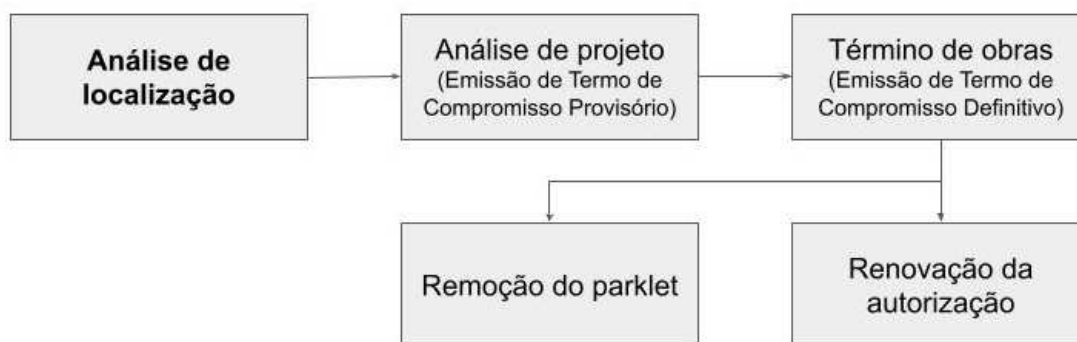 Análise de
localização
Análise de projeto
(Emissão de Termo de
Compromisso Provisório)
Término de obras
(Emissão de Termo de
Compromisso Definitivo)
Remoção do parklet
Renovação da
autorização